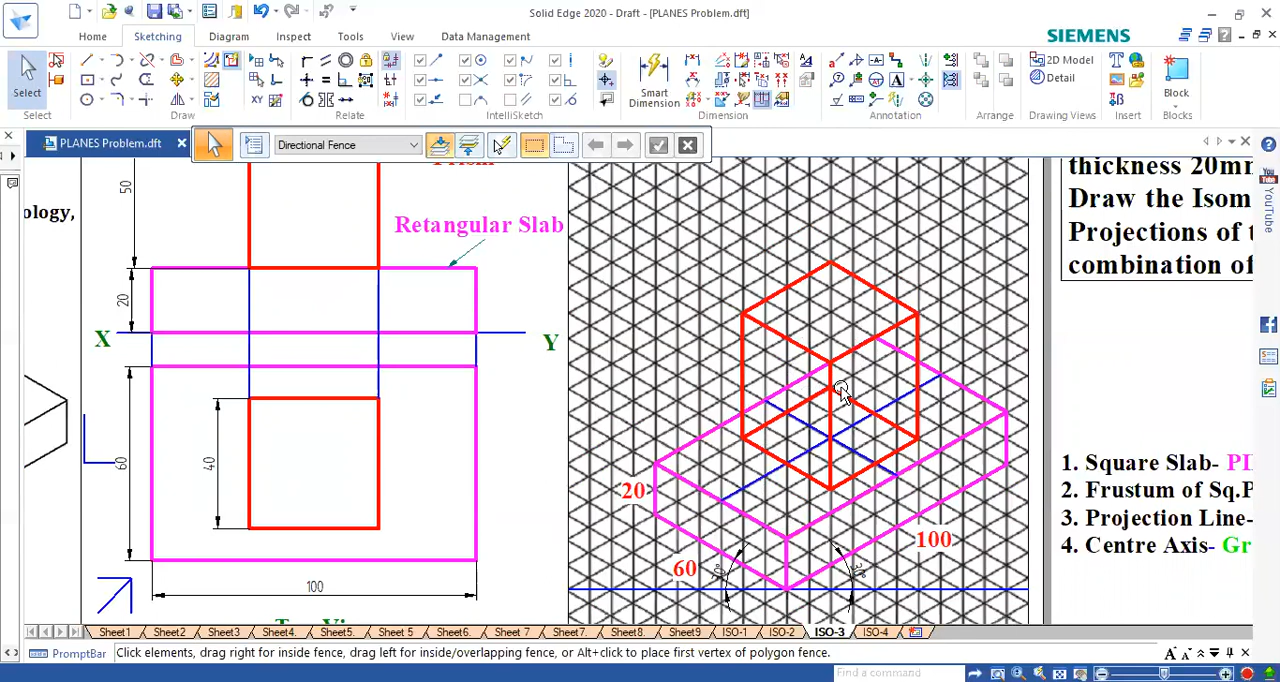 Solid Edge 2020 - Draft - [PLANES Problem.dft]
Home Sketching Diagram Inspect Tools View Data Management
SIEMENS
Select
Smart
Dimension
2D Model
Detail
Block
Select Draw Relate IntelliSketch Dimension Annotation Arrange Drawing Views Insert Blocks
PLANES Problem.dft
Directional Fence
YouTube
ology,
50
Retangular Slab
20
X
Y
60
40
100
20
60
100
30°
thickness 20m
Draw the Isom
Projections of t
combination of
1. Square Slab-
2. Frustum of Sq.P
3. Projection Line-
4. Centre Axis- Gr
Sheet1 Sheet2 Sheet3 Sheet4. Sheet5. Sheet 5 Sheet6. Sheet 7 Sheet7. Sheet8. Sheet9 ISO-1 ISO-2 ISO-3 ISO-4
PromptBar Click elements, drag right for inside fence, drag left for inside/overlapping fence, or Alt+click to place first vertex of polygon fence.
Find a command